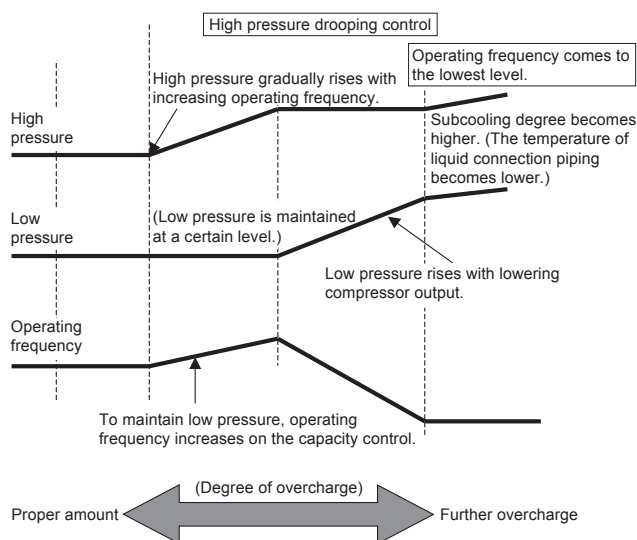 High pressure drooping control
Operating frequency comes to
the lowest level.
High pressure gradually rises with
increasing operating frequency.
High
pressure
Subcooling degree becomes
higher. (The temperature of
liquid connection piping
becomes lower.)
Low
pressure
(Low pressure is maintained
at a certain level.)
Low pressure rises with lowering
compressor output.
Operating
frequency
To maintain low pressure, operating
frequency increases on the capacity control.
(Degree of overcharge)
Proper amount
Further overcharge